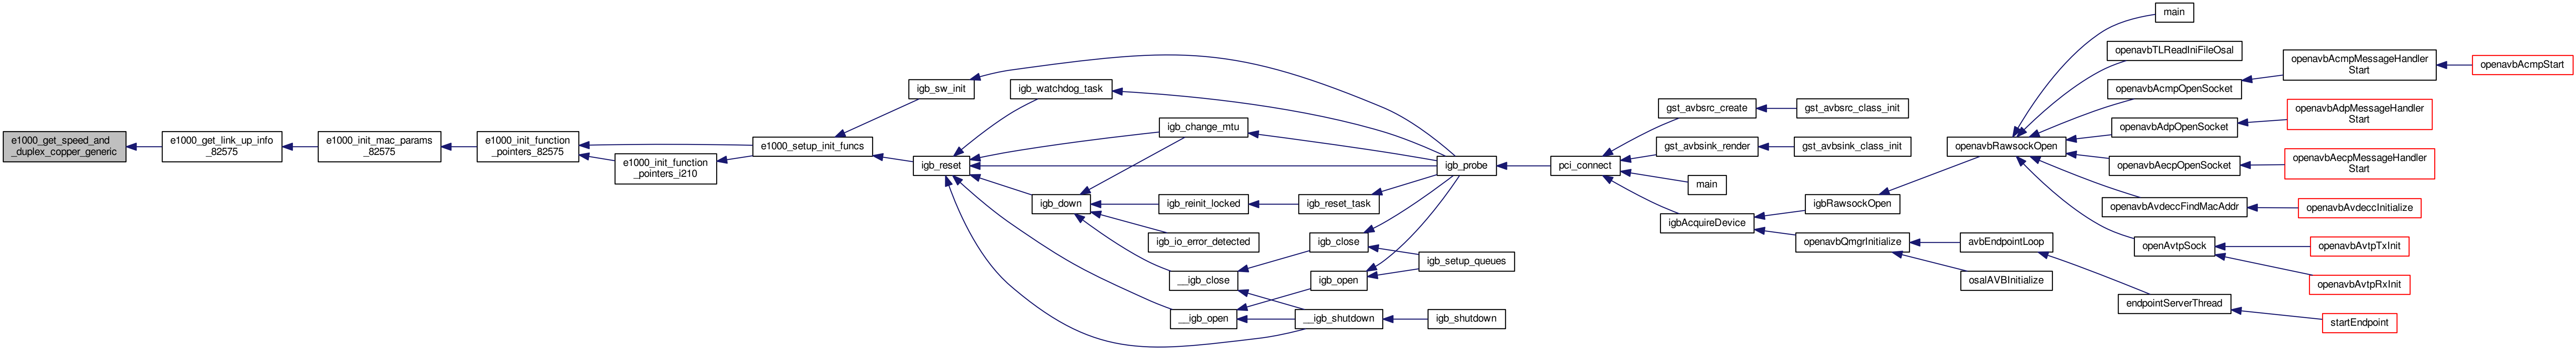 e1000_get_speed_and
_duplex_copper_generic
e1000_get_link_up_info
_82575
e1000_init_mac_params
_82575
e1000_init_function
_pointers_82575
e1000_init_function
_pointers_i210
e1000_setup_init_funcs
igb_sw_init
igb_reset
igb_watchdog_task
igb_change_mtu
igb_down
igb_reinit_locked
igb_reset_task
igb_io_error_detected
__igb_close
igb_close
igb_setup_queues
igb_open
__igb_open
__igb_shutdown
igb_shutdown
igb_probe
pci_connect
gst_avbsrc_create
gst_avbsrc_class_init
gst_avbsink_render
gst_avbsink_class_init
main
igbAcquireDevice
igbRawsockOpen
openavbQmgrInitialize
avbEndpointLoop
osalAVBInitialize
openavbRawsockOpen
main
openavbTLReadIniFileOsal
openavbAcmpOpenSocket
openavbAcmpMessageHandler
Start
openavbAcmpStart
openavbAdpOpenSocket
openavbAdpMessageHandler
Start
openavbAecpOpenSocket
openavbAecpMessageHandler
Start
openavbAvdeccFindMacAddr
openavbAvdeccInitialize
openAvtpSock
openavbAvtpTxInit
openavbAvtpRxInit
endpointServerThread
startEndpoint